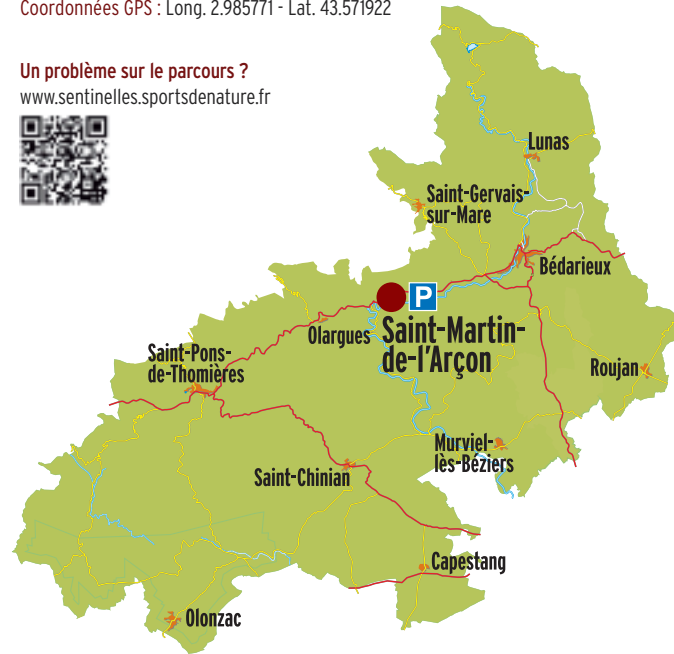 Coordonnées GPS : Long. 2.985771 - Lat. 43.571922
Un problème sur le parcours ?
www.sentinelles.sportsdenature.fr
Lunas
Saint-Gervais-
sur-Mare
Bédarieux
P
Olargues
Saint-Martin-
de-l'Arçon
Saint-Pons-
de-Thomières
Roujan
Murviel-
lès-Béziers
Saint-Chinian
Capestang
Olonzac